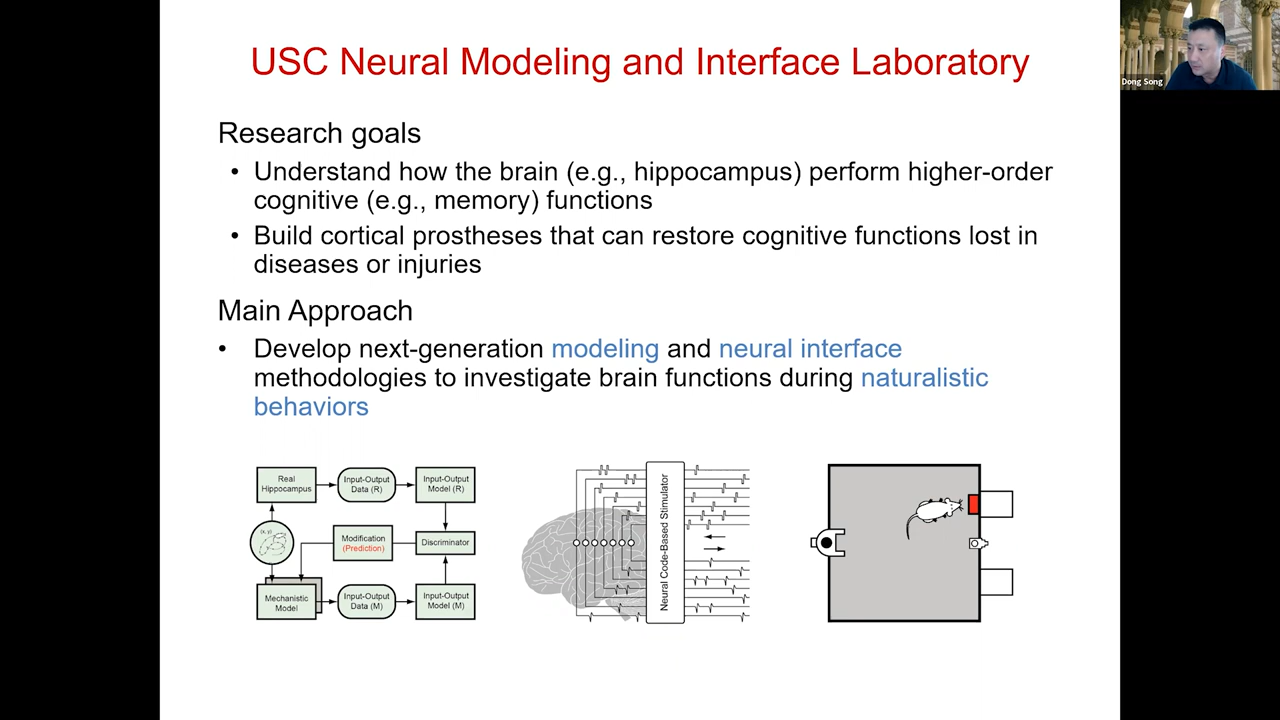 USC Neural Modeling and Interface Laboratory
Dong Song
Research goals
• Understand how the brain (e.g., hippocampus) perform higher-order
cognitive (e.g., memory) functions
• Build cortical prostheses that can restore cognitive functions lost in
diseases or injuries
Main Approach
• Develop next-generation modeling and neural interface
methodologies to investigate brain functions during naturalistic
behaviors
Real
Hippocampus
Input-Output
Data (R)
Input-Output
Model (R)
(x, y)
Modification
(Prediction)
Discriminator
Mechanistic
Model
Input-Output
Data (M)
Input-Output
Model (M)
Neural Code-Based Stimulator